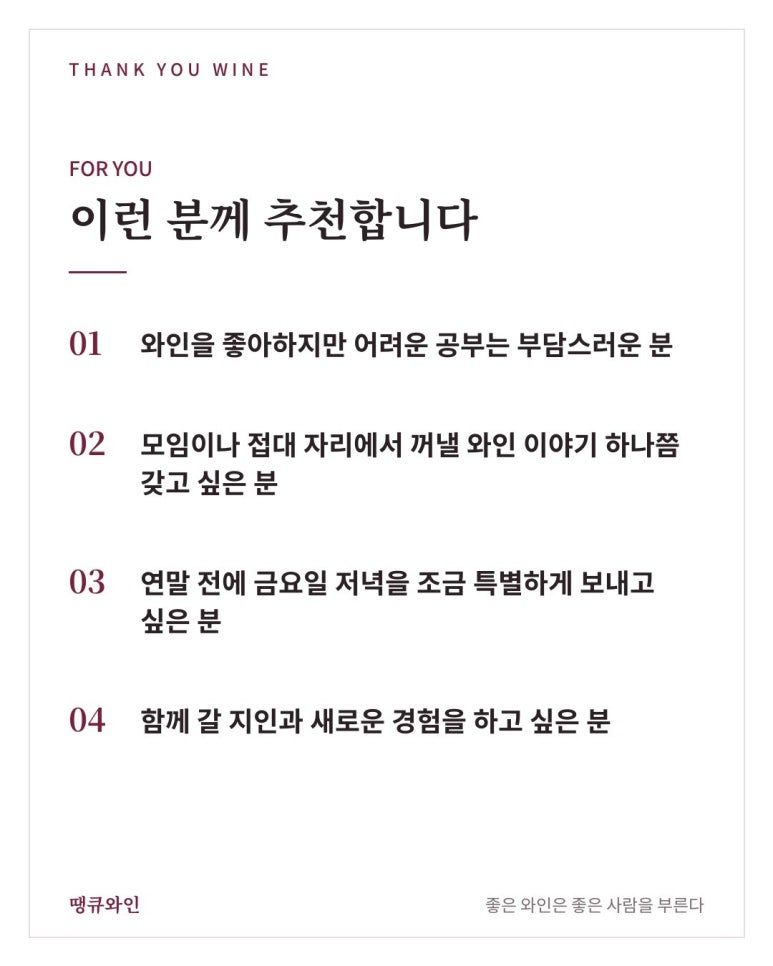 THANK YOU WINE
FOR YOU
이런 분께 추천합니다
01 와인을 좋아하지만 어려운 공부는 부담스러운 분
02 모임이나 접대 자리에서 꺼낼 와인 이야기 하나쯤
갖고 싶은 분
03 연말 전에 금요일 저녁을 조금 특별하게 보내고
싶은 분
04 함께 갈 지인과 새로운 경험을 하고 싶은 분
땡큐와인
좋은 와인은 좋은 사람을 부른다